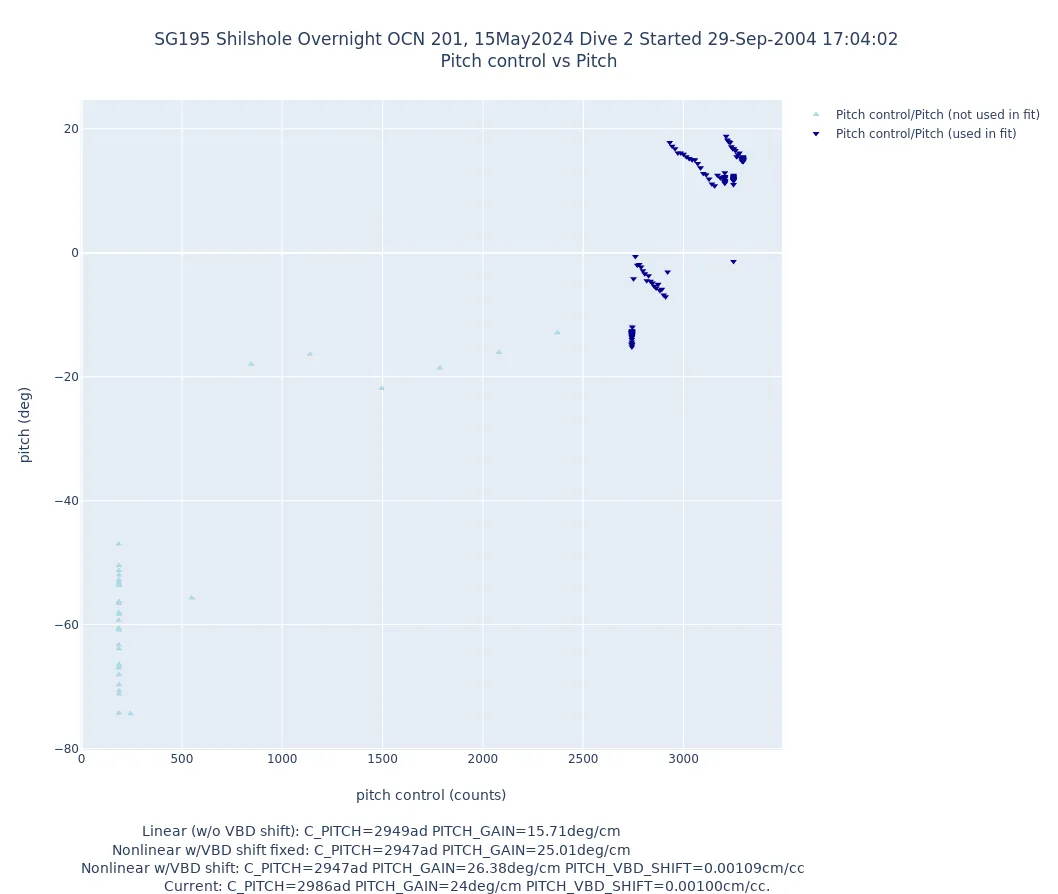 SG195 Shilshole Overnight OCN 201, 15May2024 Dive 2 Started 29-Sep-2004 17:04:02
Pitch control vs Pitch
Pitch control/Pitch (not used in fit)
Pitch control/Pitch (used in fit)
20
0
−20
−40
−60
−80
pitch (deg)
0 500 1000 1500 2000 2500 3000
pitch control (counts)
Linear (w/o VBD shift): C_PITCH=2949ad PITCH_GAIN=15.71deg/cm
Nonlinear w/VBD shift fixed: C_PITCH=2947ad PITCH_GAIN=25.01deg/cm
Nonlinear w/VBD shift: C_PITCH=2947ad PITCH_GAIN=26.38deg/cm PITCH_VBD_SHIFT=0.00109cm/cc
Current: C_PITCH=2986ad PITCH_GAIN=24deg/cm PITCH_VBD_SHIFT=0.00100cm/cc.